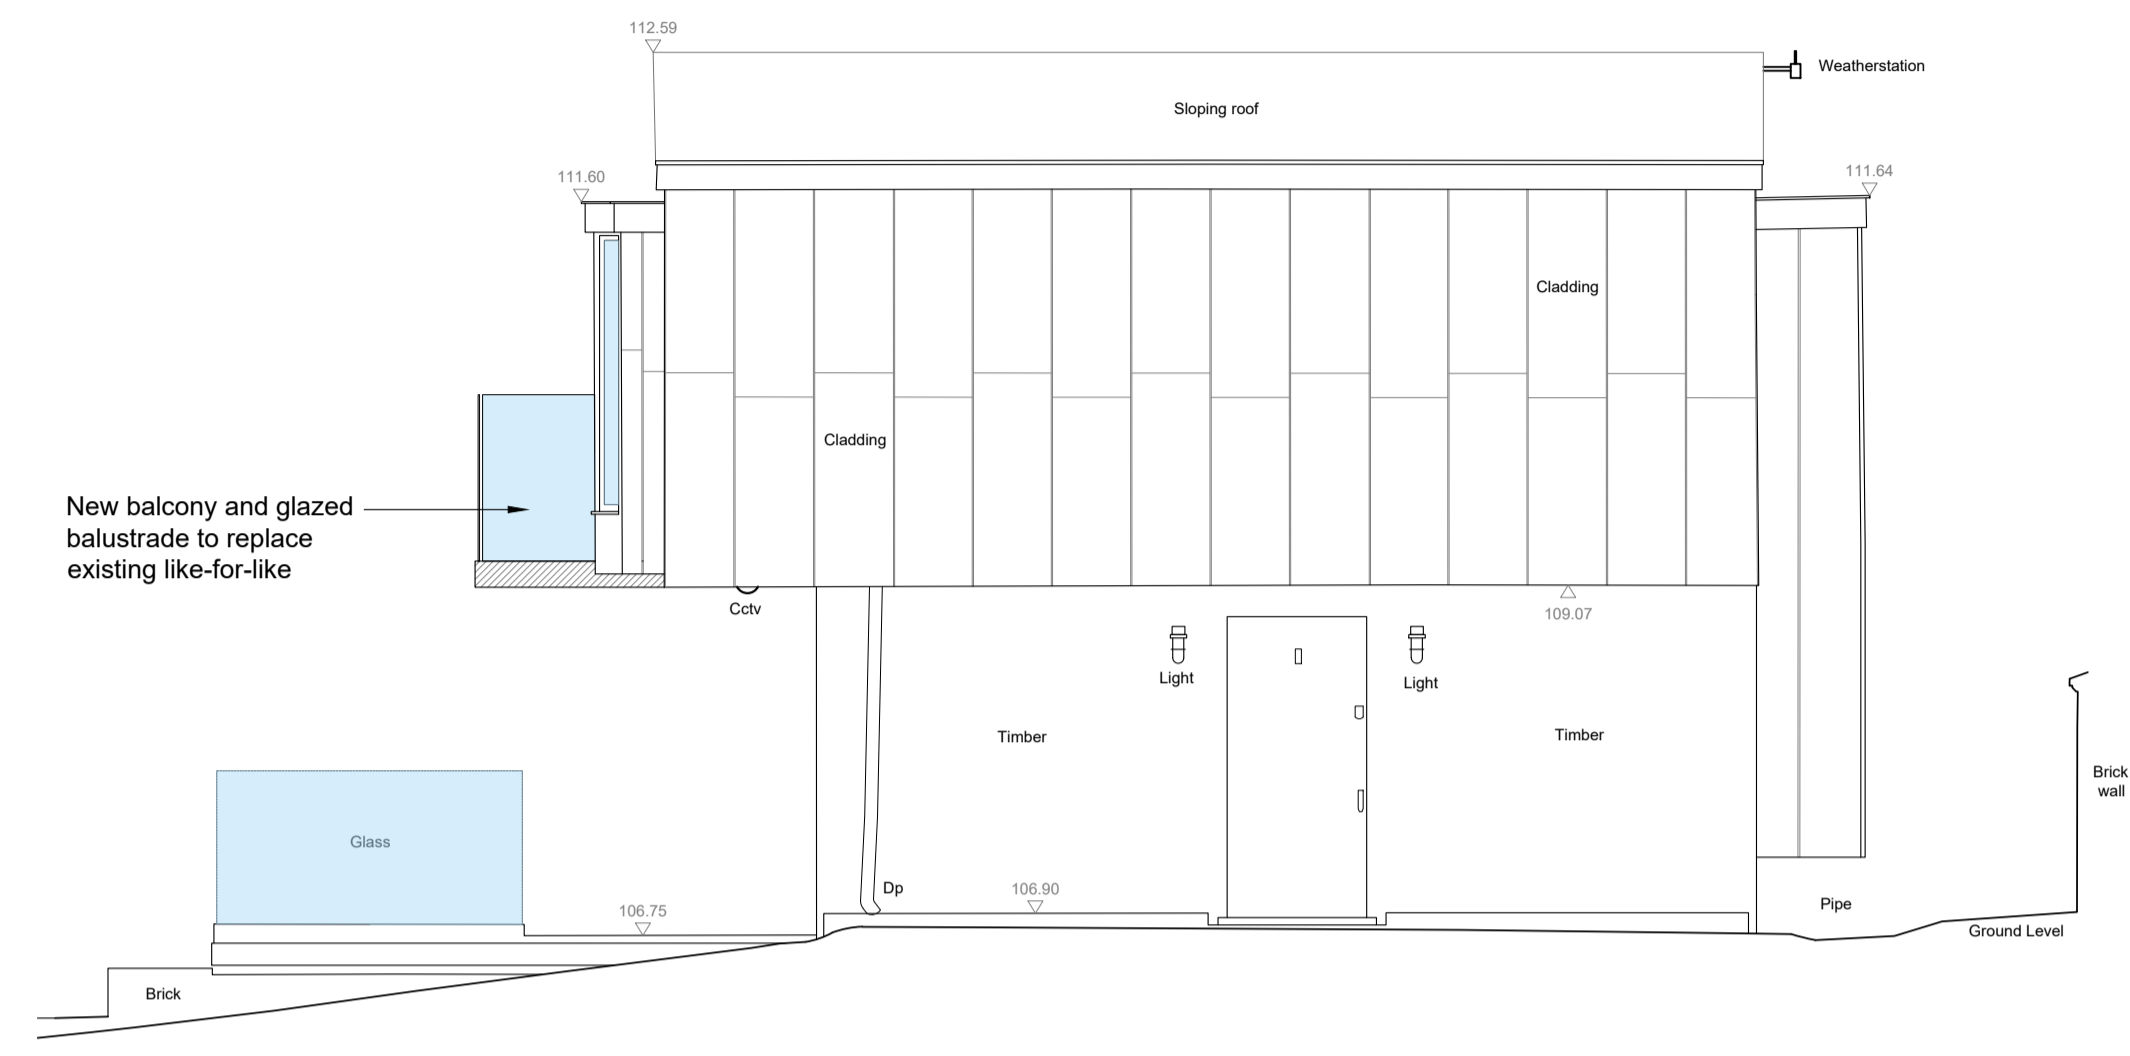 112.59
Weatherstation
Sloping roof
111.60
111.64
Cladding
Cladding
New balcony and glazed
balustrade to replace
existing like-for-like
Cctv
109.07
Light
Light
Timber
Timber
Brick
wall
Glass
Dp
106.90
106.75
Pipe
Ground Level
Brick